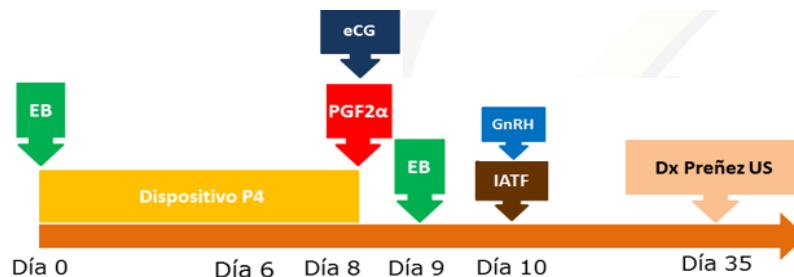 eCG
EB
PGF2α
GnRH
EB
IATF
Dx Preñez US
Dispositivo P4
Día 0
Día 6
Día 8
Día 9
Día 10
Día 35